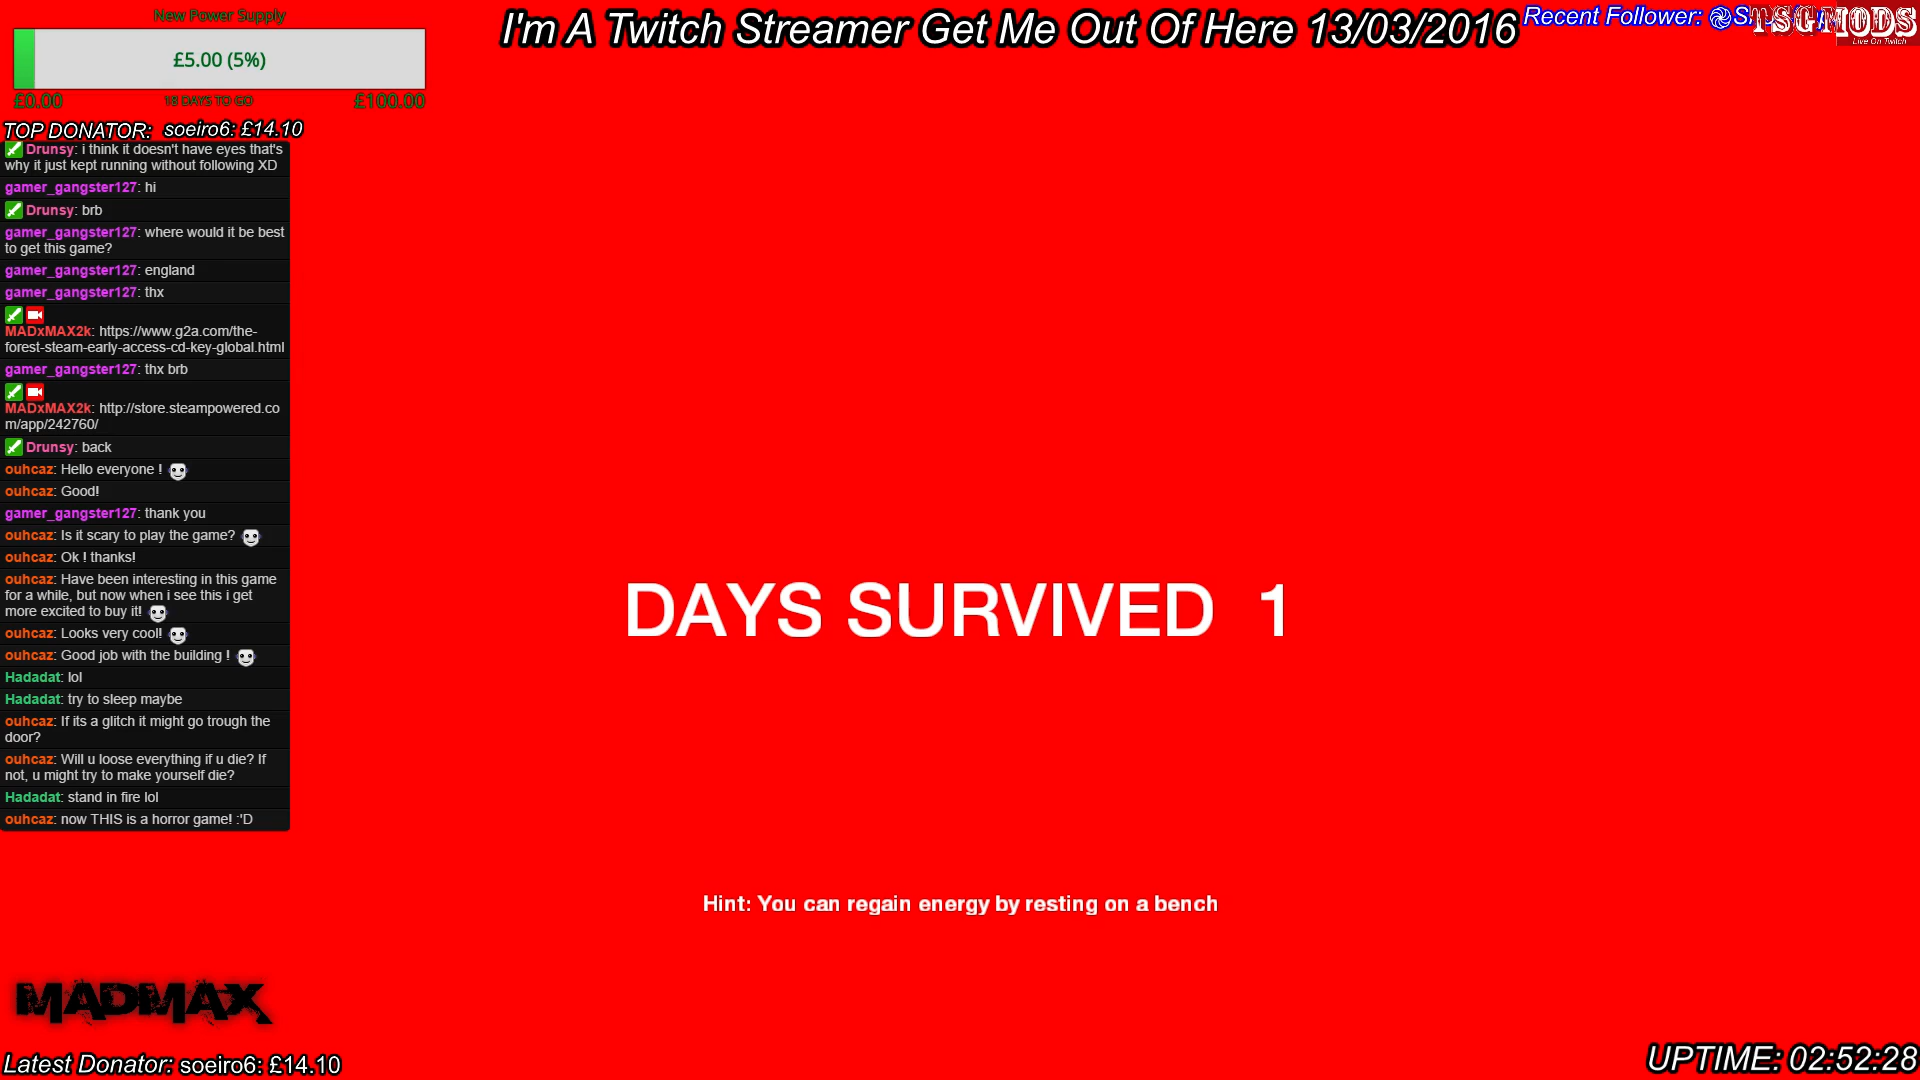 New Power Supply
£5.00 (5%)
£0.00
18 DAYS TO GO
£100.00
I'm A Twitch Streamer Get Me Out Of Here 13/03/2016
Recent Follower:
TSGMODS
Live On Twitch
TOP DONATOR: soeiro6: £14.10
Drunsy: i think it doesn't have eyes that's
why it just kept running without following XD
gamer_gangster127: hi
Drunsy: brb
gamer_gangster127: where would it be best
to get this game?
gamer_gangster127: england
gamer_gangster127: thx
MADxMAX2k: https://www.g2a.com/the-
forest-steam-early-access-cd-key-global.html
gamer_gangster127: thx brb
MADxMAX2k: http://store.steampowered.co
m/app/242760/
Drunsy: back
ouhcaz: Hello everyone !
ouhcaz: Good!
gamer_gangster127: thank you
ouhcaz: Is it scary to play the game?
ouhcaz: Ok ! thanks!
ouhcaz: Have been interesting in this game
for a while, but now when i see this i get
more excited to buy it!
ouhcaz: Looks very cool!
ouhcaz: Good job with the building !
Hadadat: lol
Hadadat: try to sleep maybe
ouhcaz: If its a glitch it might go trough the
door?
ouhcaz: Will u loose everything if u die? If
not, u might try to make yourself die?
Hadadat: stand in fire lol
ouhcaz: now THIS is a horror game! :'D
DAYS SURVIVED 1
Hint: You can regain energy by resting on a bench
MADMAX
Latest Donator: soeiro6: £14.10
UPTIME: 02:52:28